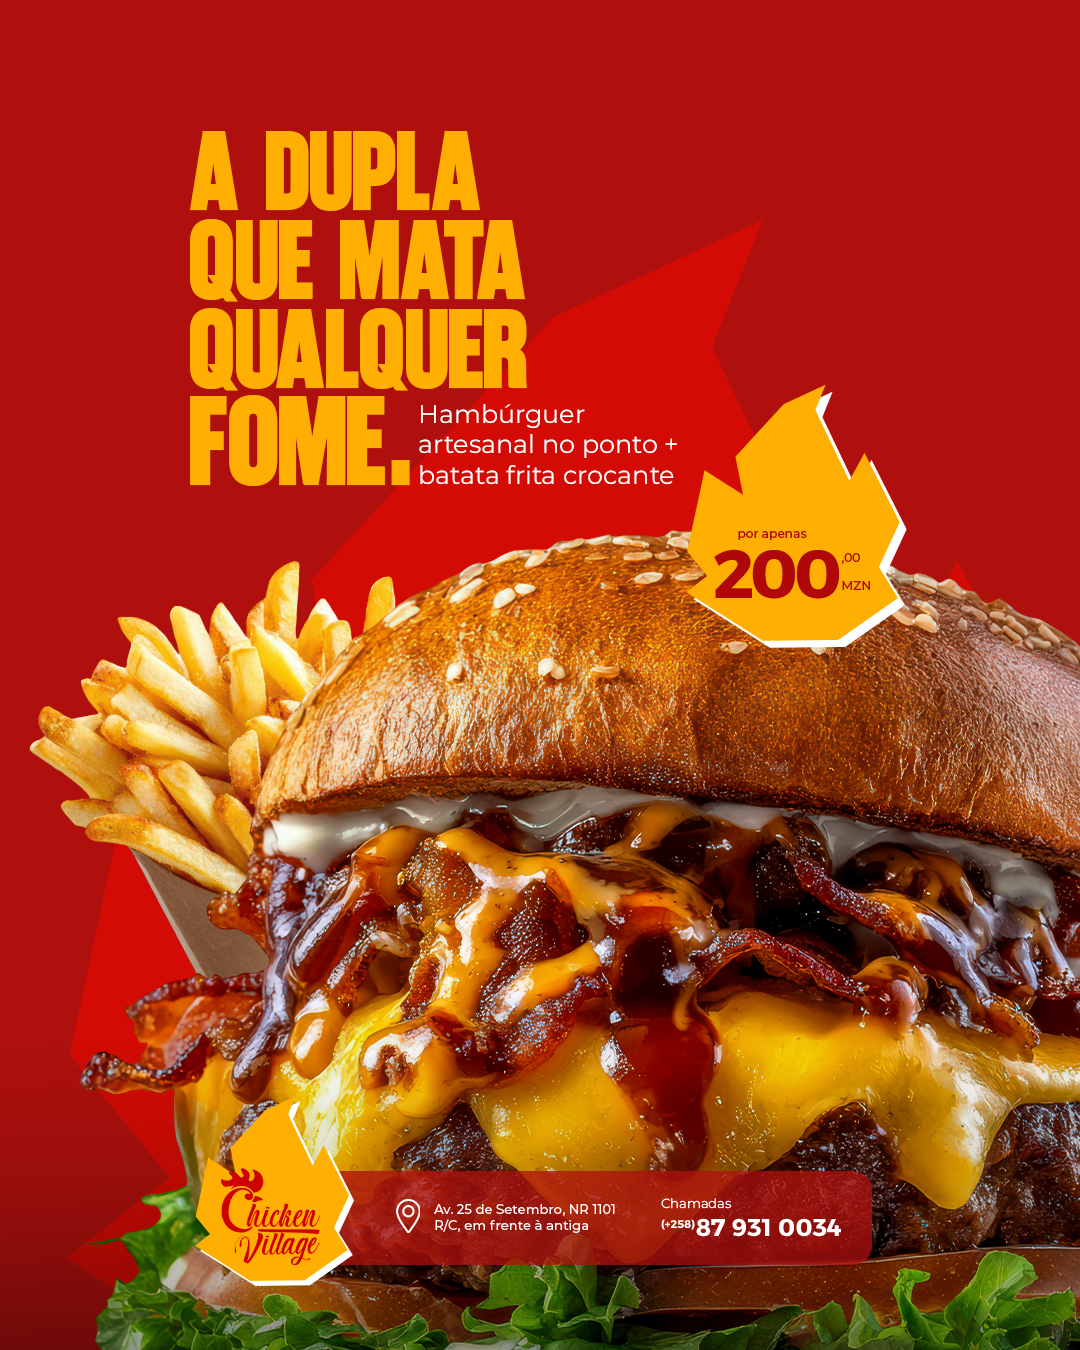 A DUPLA
QUE MATA
QUALQUER
FOME.
Hambúrguer
artesanal no ponto +
batata frita crocante
por apenas
200,00
MZN
Chicken
Village
Av. 25 de Setembro, NR 1101
R/C, em frente à antiga
Chamadas
(+258)87 931 0034